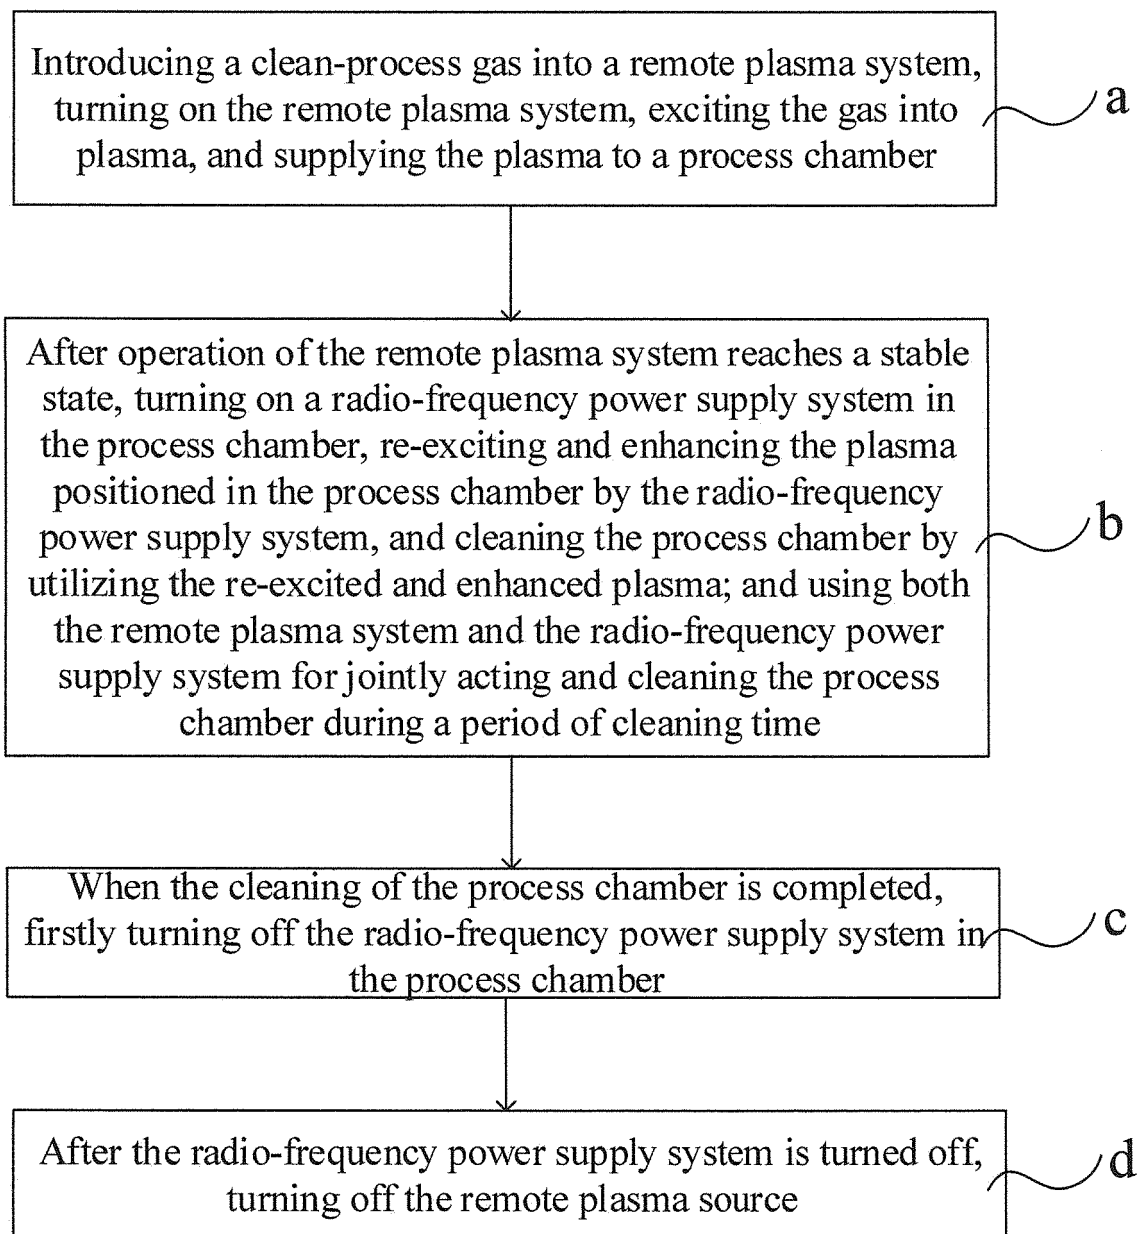 Introducing a clean-process gas into a remote plasma system,
turning on the remote plasma system, exciting the gas into
plasma, and supplying the plasma to a process chamber
a
After operation of the remote plasma system reaches a stable
state, turning on a radio-frequency power supply system in
the process chamber, re-exciting and enhancing the plasma
positioned in the process chamber by the radio-frequency
power supply system, and cleaning the process chamber by
utilizing the re-excited and enhanced plasma; and using both
the remote plasma system and the radio-frequency power
supply system for jointly acting and cleaning the process
chamber during a period of cleaning time
b
When the cleaning of the process chamber is completed,
firstly turning off the radio-frequency power supply system in
the process chamber
c
After the radio-frequency power supply system is turned off,
turning off the remote plasma source
d